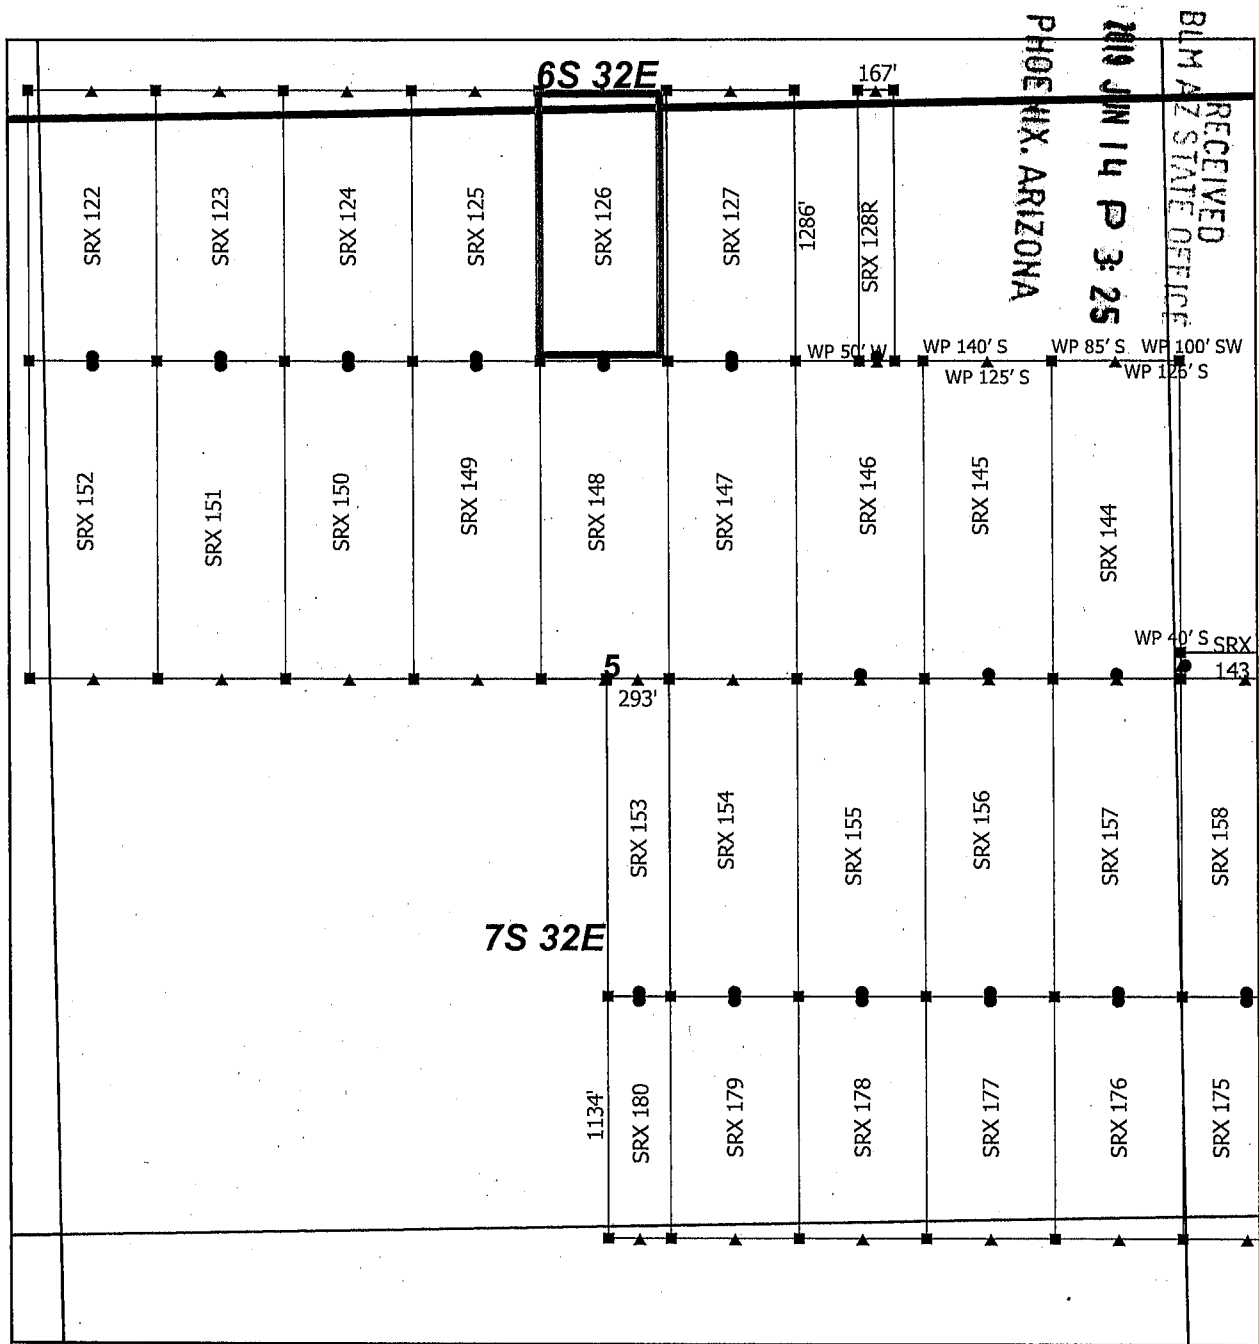 RECEIVED
BLM AZ STATE OFFICE
2019 JUN 14 P 3:25
PHOENIX, ARIZONA
6S 32E
167'
SRX 122
SRX 123
SRX 124
SRX 125
SRX 126
SRX 127
1286'
SRX 128R
WP 50' W
WP 140' S
WP 85' S
WP 100' SW
WP 125' S
WP 126' S
SRX 152
SRX 151
SRX 150
SRX 149
SRX 148
SRX 147
SRX 146
SRX 145
SRX 144
WP 40' S
SRX
143
5
293'
SRX 153
SRX 154
SRX 155
SRX 156
SRX 157
SRX 158
7S 32E
1134'
SRX 180
SRX 179
SRX 178
SRX 177
SRX 176
SRX 175